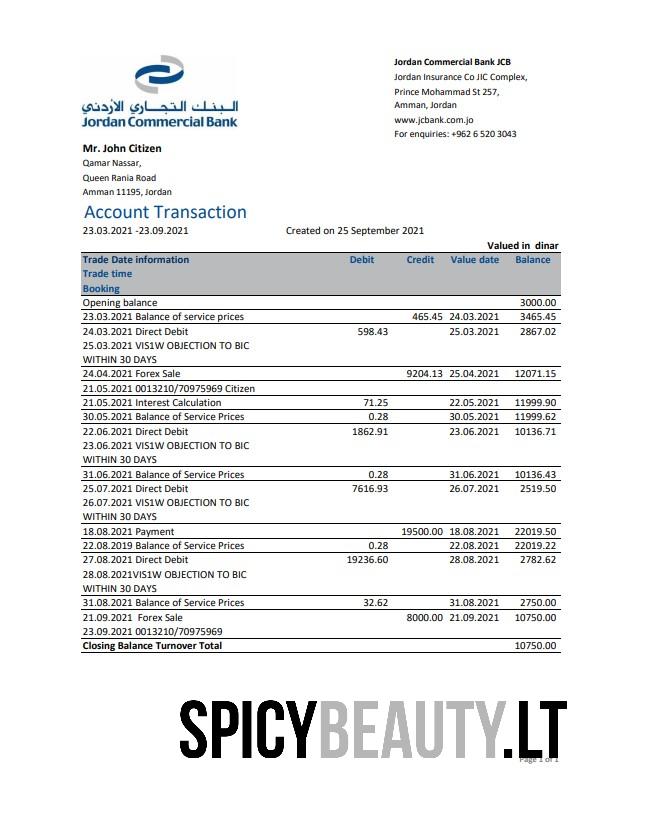 البنك التجاري الأردني
Jordan Commercial Bank
Jordan Commercial Bank JCB
Jordan Insurance Co JIC Complex,
Prince Mohammad St 257,
Amman, Jordan
www.jcbank.com.jo
For enquiries: +962 6 520 3043
Mr. John Citizen
Qamar Nassar,
Queen Rania Road
Amman 11195, Jordan
Account Transaction
23.03.2021 -23.09.2021 Created on 25 September 2021
Valued in dinar
Trade Date information Debit Credit Value date Balance
Trade time
Booking
Opening balance 3000.00
23.03.2021 Balance of service prices 465.45 24.03.2021 3465.45
24.03.2021 Direct Debit 598.43 25.03.2021 2867.02
25.03.2021 VIS1W OBJECTION TO BIC
WITHIN 30 DAYS
24.04.2021 Forex Sale 9204.13 25.04.2021 12071.15
21.05.2021 0013210/70975969 Citizen
21.05.2021 Interest Calculation 71.25 22.05.2021 11999.90
30.05.2021 Balance of Service Prices 0.28 30.05.2021 11999.62
22.06.2021 Direct Debit 1862.91 23.06.2021 10136.71
23.06.2021 VIS1W OBJECTION TO BIC
WITHIN 30 DAYS
31.06.2021 Balance of Service Prices 0.28 31.06.2021 10136.43
25.07.2021 Direct Debit 7616.93 26.07.2021 2519.50
26.07.2021 VIS1W OBJECTION TO BIC
WITHIN 30 DAYS
18.08.2021 Payment 19500.00 18.08.2021 22019.50
22.08.2019 Balance of Service Prices 0.28 22.08.2021 22019.22
27.08.2021 Direct Debit 19236.60 28.08.2021 2782.62
28.08.2021VIS1W OBJECTION TO BIC
WITHIN 30 DAYS
31.08.2021 Balance of Service Prices 32.62 31.08.2021 2750.00
21.09.2021 Forex Sale 8000.00 21.09.2021 10750.00
23.09.2021 0013210/70975969
Closing Balance Turnover Total 10750.00
SPICYBEAUTY.LT
Page 1 of 1